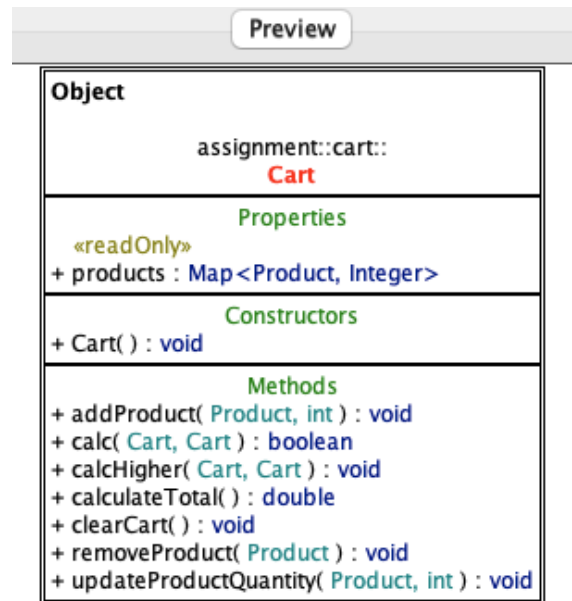 Preview
Object
assignment::cart::
Cart
Properties
«readOnly»
+ products : Map<Product, Integer>
Constructors
+ Cart( ) : void
Methods
+ addProduct( Product, int ) : void
+ calc( Cart, Cart ) : boolean
+ calcHigher( Cart, Cart ) : void
+ calculateTotal( ) : double
+ clearCart( ) : void
+ removeProduct( Product ) : void
+ updateProductQuantity( Product, int ) : void